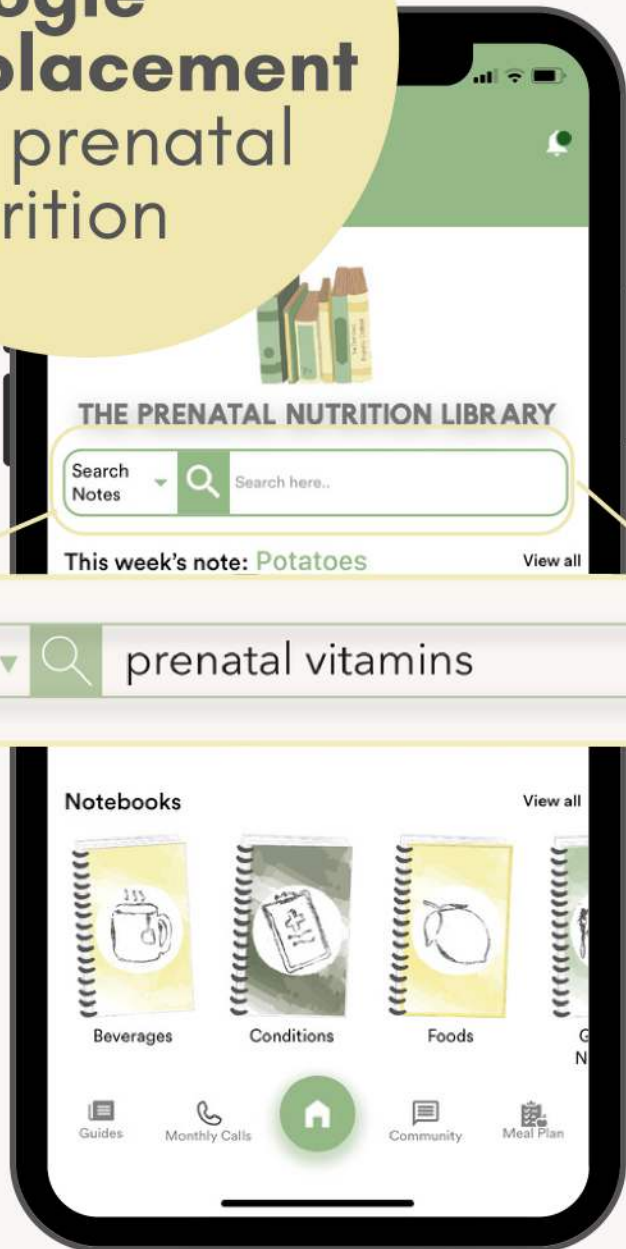 ogle
placement
prenatal
rition
THE PRENATAL NUTRITION LIBRARY
Search
Notes
Search here..
This week's note: Potatoes
View all
prenatal vitamins
Notebooks
View all
Beverages
Conditions
Foods
G
N
Guides
Monthly Calls
Community
Meal Plan